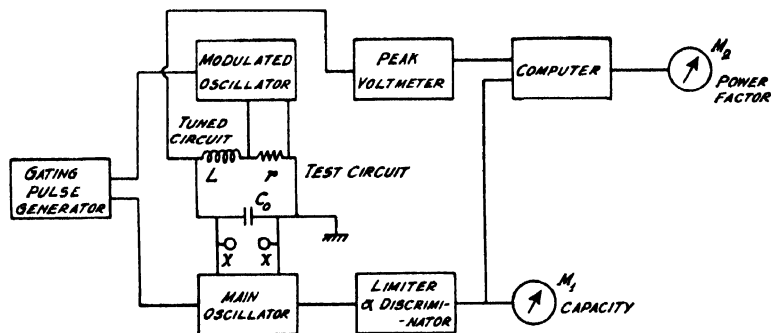 MODULATED
OSCILLATOR
PEAK
VOLTMETER
COMPUTER
M2
POWER
FACTOR
TUNED
CIRCUIT
L
r
TEST CIRCUIT
C0
GATING
PULSE
GENERATOR
X
X
MAIN
OSCILLATOR
LIMITER
& DISCRIMI-
NATOR
M1
CAPACITY